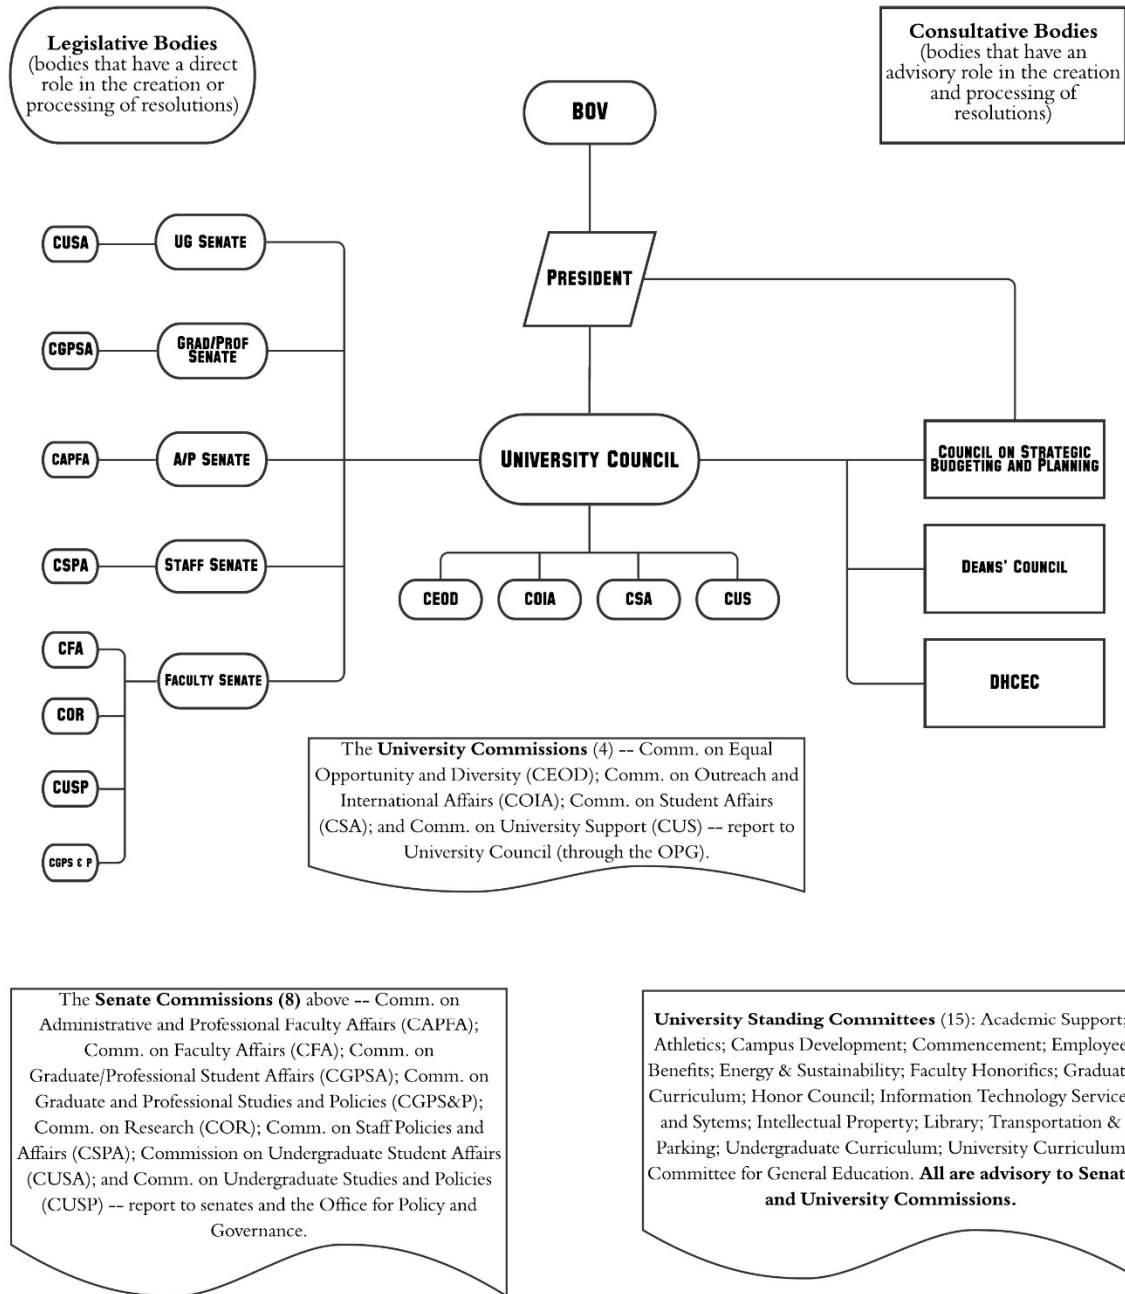 Legislative Bodies
(bodies that have a direct
role in the creation or
processing of resolutions)
Consultative Bodies
(bodies that have an
advisory role in the creation
and processing of
resolutions)
BOV
PRESIDENT
CUSA
UG SENATE
CGPSA
GRAD/PROF
SENATE
CAPFA
A/P SENATE
UNIVERSITY COUNCIL
COUNCIL ON STRATEGIC
BUDGETING AND PLANNING
CSPA
STAFF SENATE
DEANS' COUNCIL
CEOD
COIA
CSA
CUS
CFA
COR
CUSP
CGPS & P
FACULTY SENATE
DHCEC
The University Commissions (4) -- Comm. on Equal
Opportunity and Diversity (CEOD); Comm. on Outreach and
International Affairs (COIA); Comm. on Student Affairs
(CSA); and Comm. on University Support (CUS) -- report to
University Council (through the OPG).
The Senate Commissions (8) above -- Comm. on
Administrative and Professional Faculty Affairs (CAPFA);
Comm. on Faculty Affairs (CFA); Comm. on
Graduate/Professional Student Affairs (CGPSA); Comm. on
Graduate and Professional Studies and Policies (CGPS&P);
Comm. on Research (COR); Comm. on Staff Policies and
Affairs (CSPA); Commission on Undergraduate Student Affairs
(CUSA); and Comm. on Undergraduate Studies and Policies
(CUSP) -- report to senates and the Office for Policy and
Governance.
University Standing Committees (15): Academic Support;
Athletics; Campus Development; Commencement; Employee
Benefits; Energy & Sustainability; Faculty Honorifics; Graduat
Curriculum; Honor Council; Information Technology Service
and Sytems; Intellectual Property; Library; Transportation &
Parking; Undergraduate Curriculum; University Curriculum
Committee for General Education. All are advisory to Senat
and University Commissions.